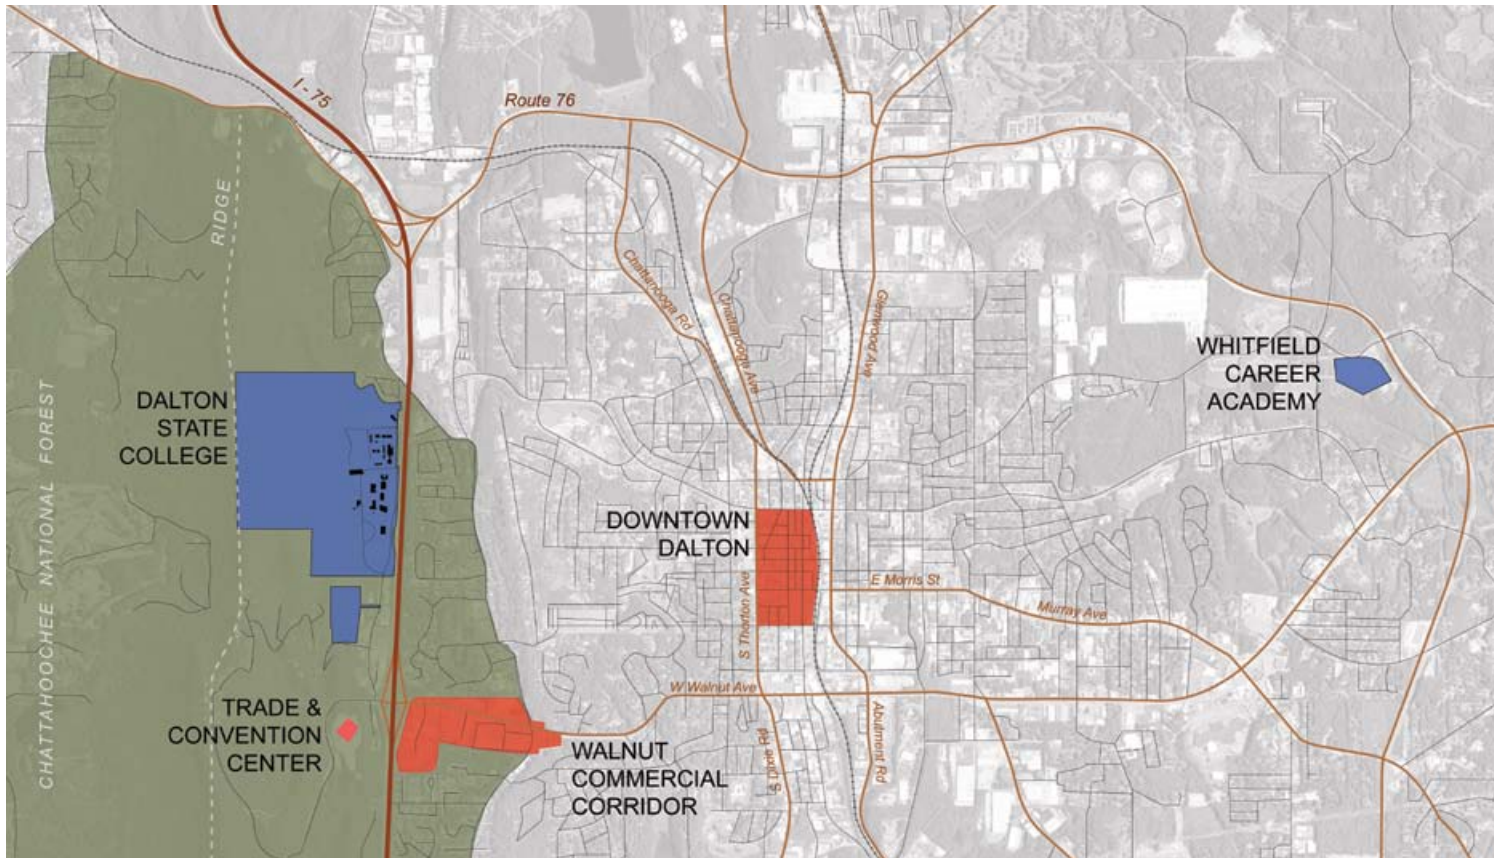 I - 75
Route 76
RIDGE
CHATTAHOOCHEE NATIONAL FOREST
Chattanooga Rd
Chattanooga Ave
Glenwood Ave
WHITFIELD
CAREER
ACADEMY
DALTON
STATE
COLLEGE
DOWNTOWN
DALTON
S Thorton Ave
E Morris St
Murray Ave
W Walnut Ave
TRADE &
CONVENTION
CENTER
WALNUT
COMMERCIAL
CORRIDOR
S Dixie Rd
Abutment Rd